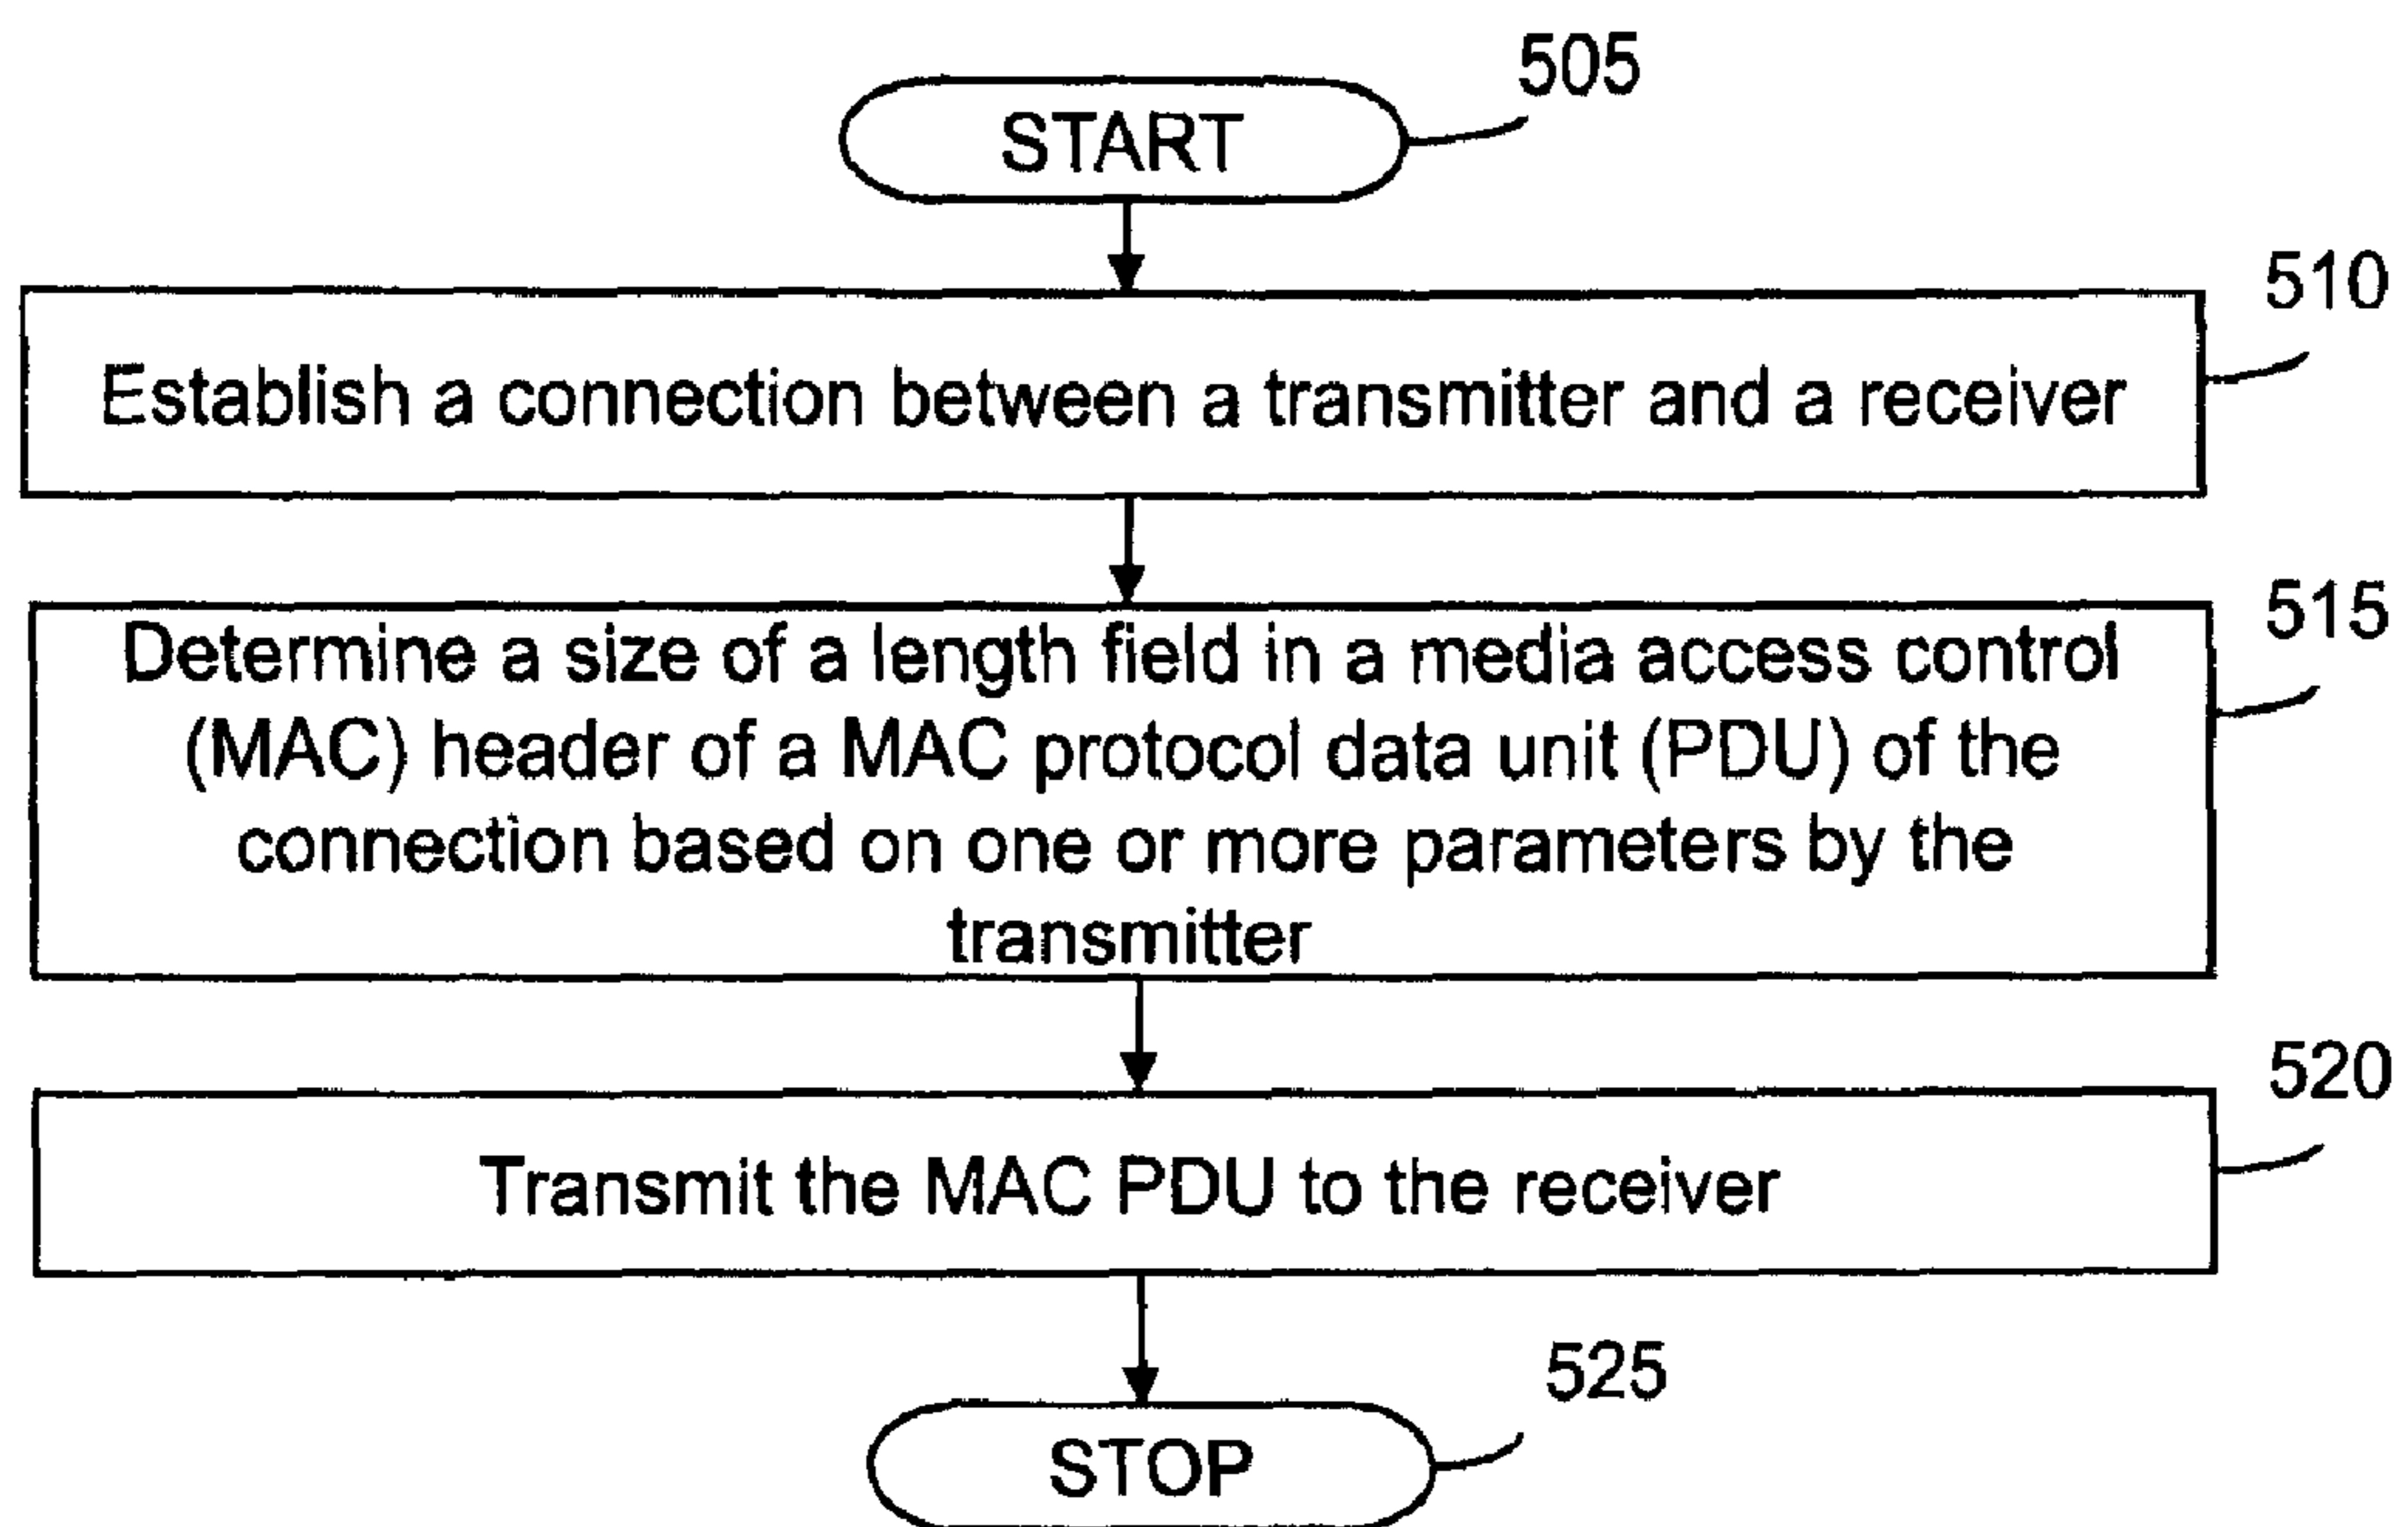 505
START
510
Establish a connection between a transmitter and a receiver
515
Determine a size of a length field in a media access control
(MAC) header of a MAC protocol data unit (PDU) of the
connection based on one or more parameters by the
transmitter
520
Transmit the MAC PDU to the receiver
525
STOP